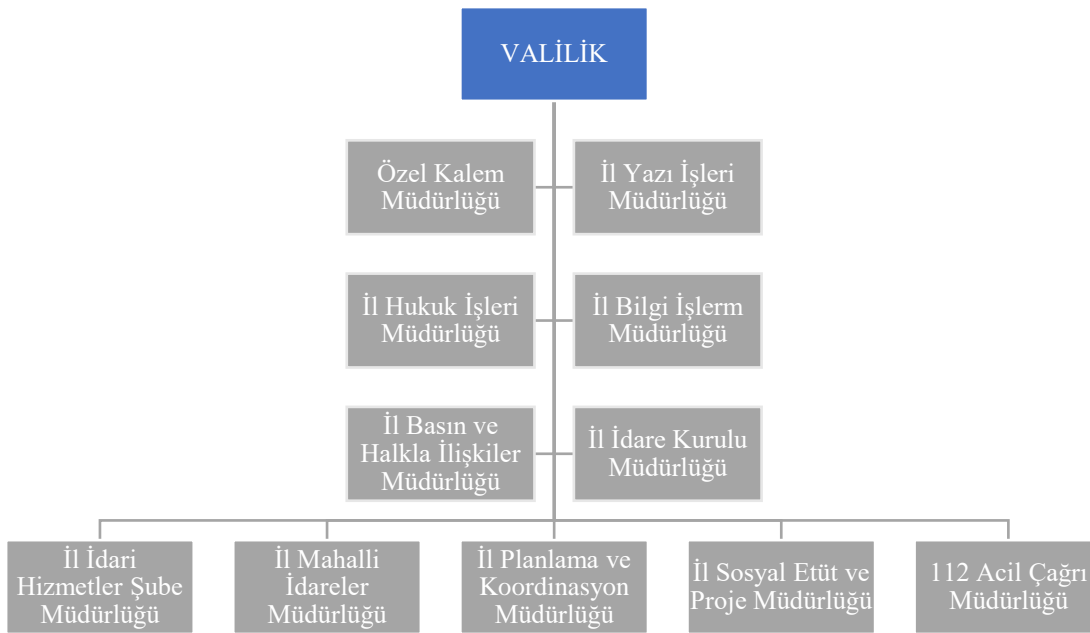 VALİLİK
Özel Kalem
Müdürlüğü
İl Yazı İşleri
Müdürlüğü
İl Hukuk İşleri
Müdürlüğü
İl Bilgi İşlerm
Müdürlüğü
İl Basın ve
Halkla İlişkiler
Müdürlüğü
İl İdare Kurulu
Müdürlüğü
İl İdari
Hizmetler Şube
Müdürlüğü
İl Mahalli
İdareler
Müdürlüğü
İl Planlama ve
Koordinasyon
Müdürlüğü
İl Sosyal Etüt ve
Proje Müdürlüğü
112 Acil Çağrı
Müdürlüğü